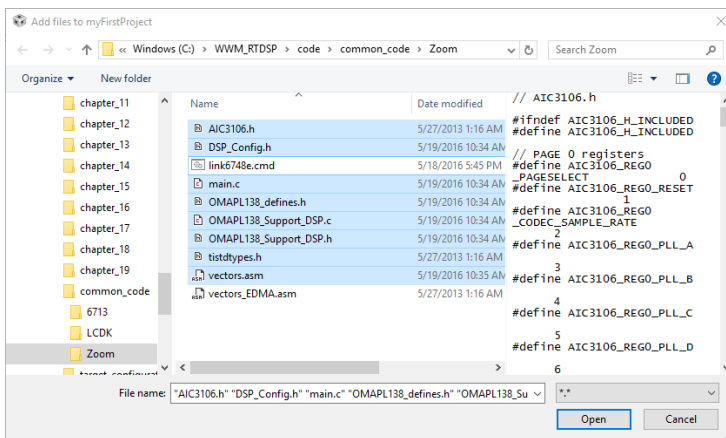 Add files to myFirstProject
« Windows (C:) > WWM_RTDSP > code > common_code > Zoom
Search Zoom
Organize
New folder
chapter_11
chapter_12
chapter_13
chapter_14
chapter_15
chapter_16
chapter_17
chapter_18
chapter_19
common_code
6713
LCDK
Zoom
Name Date modified
AIC3106.h 5/27/2013 1:16 AM
DSP_Config.h 5/19/2016 10:34 AM
link6748e.cmd 5/18/2016 5:45 PM
main.c 5/19/2016 10:34 AM
OMAPL138_defines.h 5/19/2016 10:34 AM
OMAPL138_Support_DSP.c 5/19/2016 10:34 AM
OMAPL138_Support_DSP.h 5/19/2016 10:34 AM
tistdtypes.h 5/27/2013 1:16 AM
vectors.asm 5/19/2016 10:35 AM
vectors_EDMA.asm 5/27/2013 1:16 AM
// AIC3106.h
#ifndef AIC3106_H_INCLUDED
#define AIC3106_H_INCLUDED
// PAGE 0 registers
#define AIC3106_REG0
_PAGESELECT 0
#define AIC3106_REG0_RESET
1
#define AIC3106_REG0
_CODEC_SAMPLE_RATE
2
#define AIC3106_REG0_PLL_A
3
#define AIC3106_REG0_PLL_B
4
#define AIC3106_REG0_PLL_C
5
#define AIC3106_REG0_PLL_D
6
File name: "AIC3106.h" "DSP_Config.h" "main.c" "OMAPL138_defines.h" "OMAPL138_Su
*.*
Open
Cancel